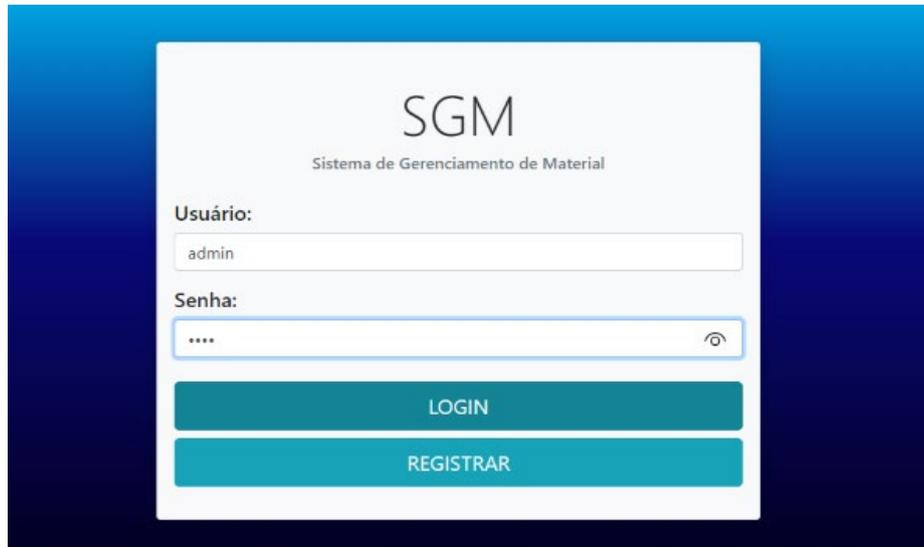 SGM
Sistema de Gerenciamento de Material
Usuário:
admin
Senha:
••••
LOGIN
REGISTRAR